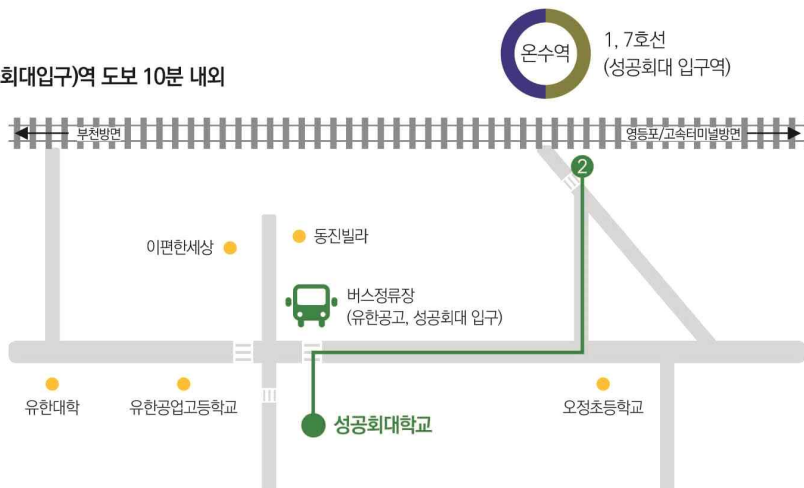 회대입구)역 도보 10분 내외
온수역
1, 7호선
(성공회대 입구역)
부천방면
영등포/고속터미널방면
2
이편한세상
동진빌라
버스정류장
(유한공고, 성공회대 입구)
유한대학
유한공업고등학교
오정초등학교
성공회대학교